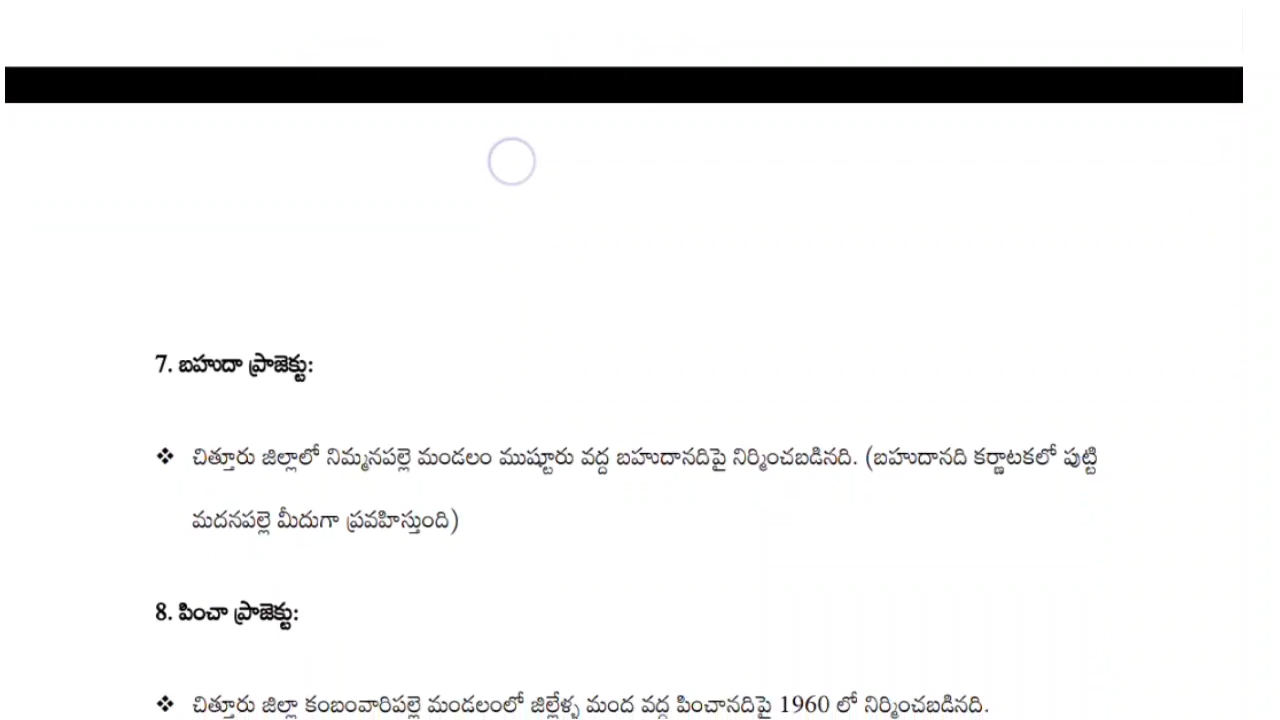 7. బహుదా ప్రాజెక్టు:
❖ చిత్తూరు జిల్లాలో నిమ్మనపల్లె మండలం ముష్టూరు వద్ద బహుదానదిపై నిర్మించబడినది. (బహుదానది కర్ణాటకలో పుట్టి
మదనపల్లె మీదుగా ప్రవహిస్తుంది)
8. పించా ప్రాజెక్టు:
❖ చిత్తూరు జిల్లా కంబంవారిపల్లె మండలంలో జిల్లేళ్ళ మంద వద్ద పించానదిపై 1960 లో నిర్మించబడినది.